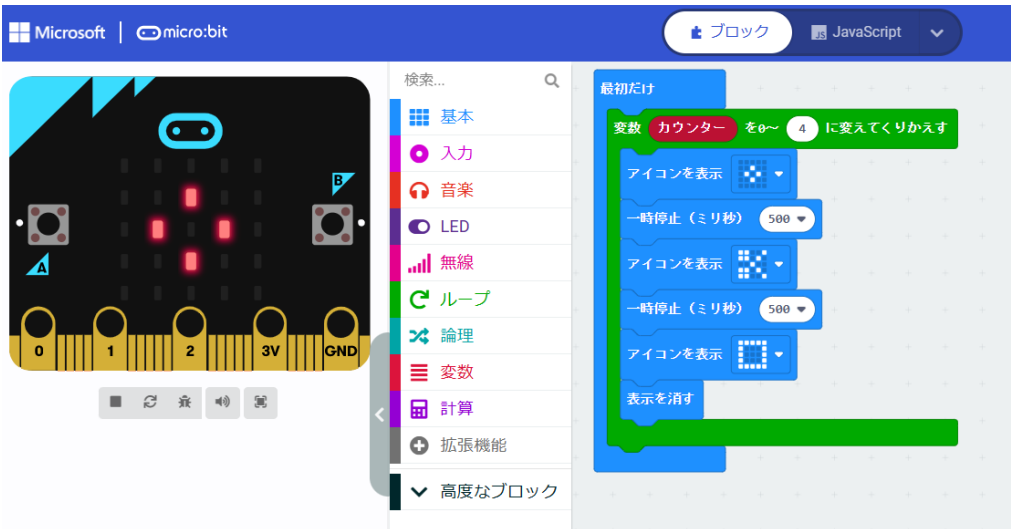 Microsoft micro:bit
ブロック
JS JavaScript
B
A
0 1 2 3V GND
検索...
基本
入力
音楽
LED
無線
ループ
論理
変数
計算
拡張機能
高度なブロック
最初だけ
変数 カウンター を0〜 4 に変えてくりかえす
アイコンを表示
一時停止（ミリ秒） 500
アイコンを表示
一時停止（ミリ秒） 500
アイコンを表示
表示を消す